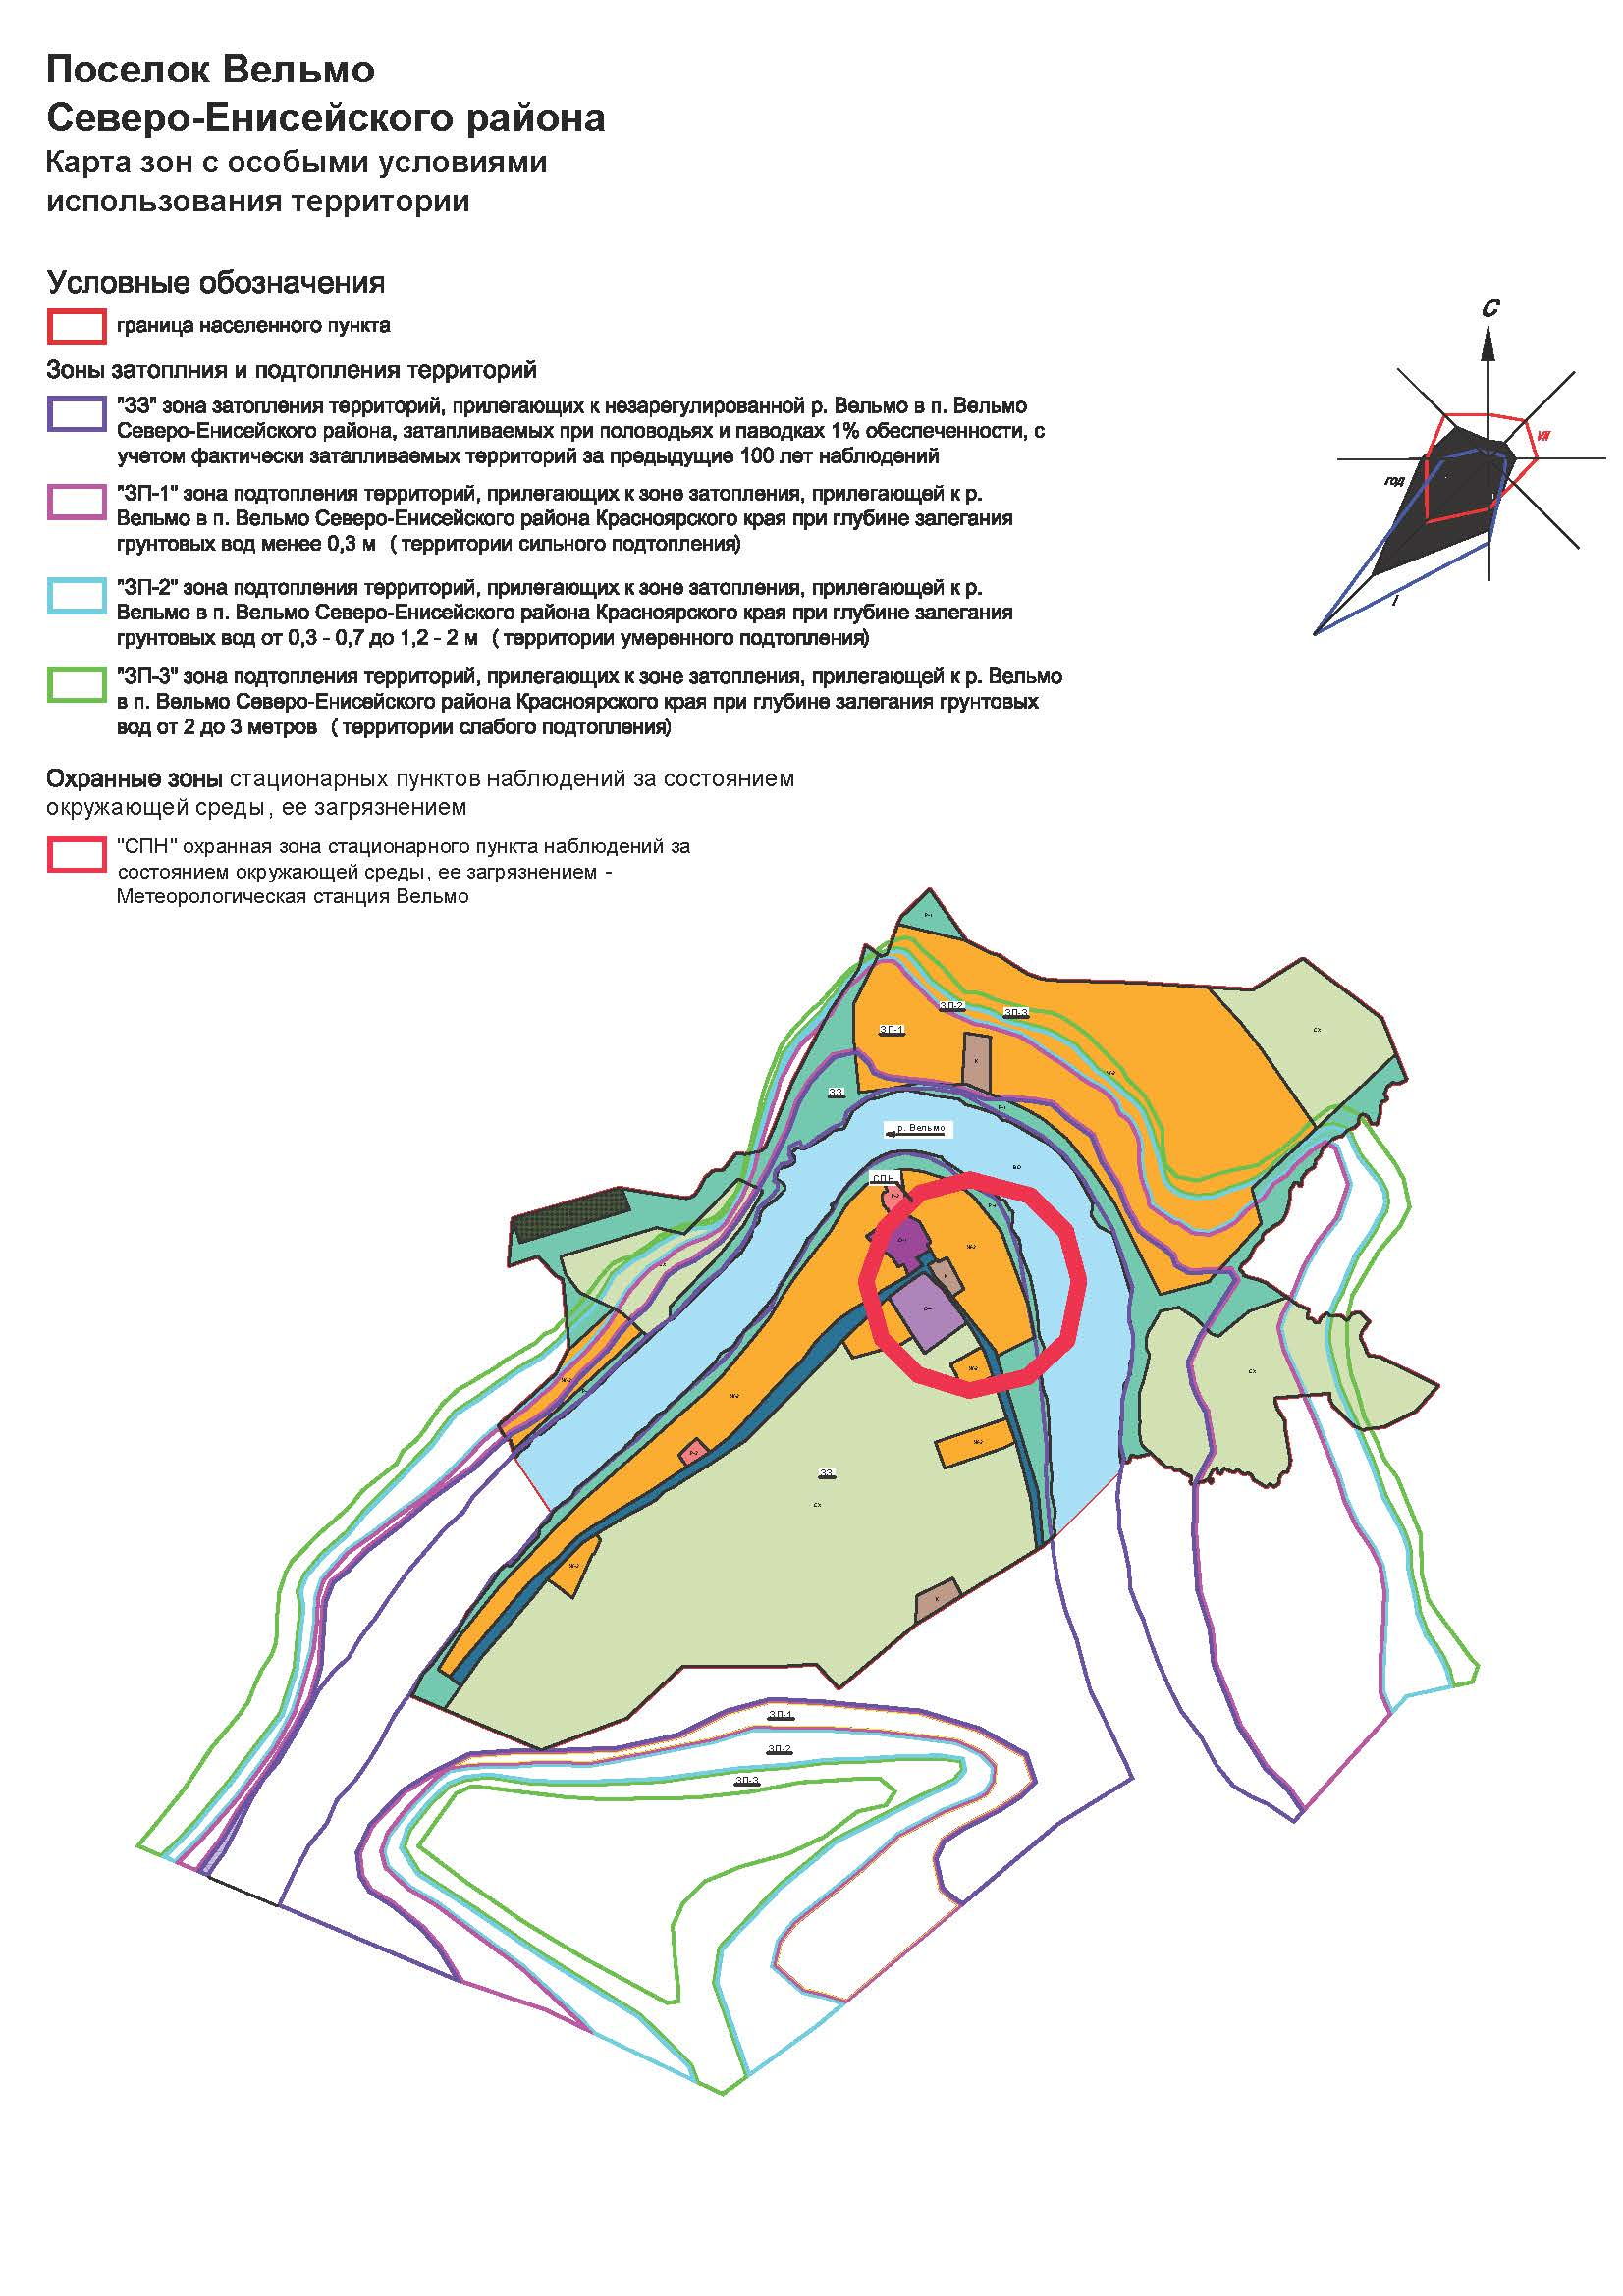 Поселок Вельмо
Северо-Енисейского района
Карта зон с особыми условиями
использования территории
Условные обозначения
граница населенного пункта
Зоны затоплния и подтопления территорий
"ЗЗ" зона затопления территорий, прилегающих к незарегулированной р. Вельмо в п. Вельмо
Северо-Енисейского района, затапливаемых при половодьях и паводках 1% обеспеченности, с
учетом фактически затапливаемых территорий за предыдущие 100 лет наблюдений
"ЗП-1" зона подтопления территорий, прилегающих к зоне затопления, прилегающей к р.
Вельмо в п. Вельмо Северо-Енисейского района Красноярского края при глубине залегания
грунтовых вод менее 0,3 м ( территории сильного подтопления)
"ЗП-2" зона подтопления территорий, прилегающих к зоне затопления, прилегающей к р.
Вельмо в п. Вельмо Северо-Енисейского района Красноярского края при глубине залегания
грунтовых вод от 0,3 - 0,7 до 1,2 - 2 м ( территории умеренного подтопления)
"ЗП-3" зона подтопления территорий, прилегающих к зоне затопления, прилегающей к р. Вельмо
в п. Вельмо Северо-Енисейского района Красноярского края при глубине залегания грунтовых
вод от 2 до 3 метров ( территории слабого подтопления)
Охранные зоны стационарных пунктов наблюдений за состоянием
окружающей среды, ее загрязнением
"СПН" охранная зона стационарного пункта наблюдений за
состоянием окружающей среды, ее загрязнением -
Метеорологическая станция Вельмо
С
VII
год
I
ЗП-2
ЗП-3
ЗП-1
СХ
К
ЗЗ
р. Вельмо
ВО
СПН
К
СХ
СХ
ЗЗ
СХ
К
ЗП-1
ЗП-2
ЗП-3